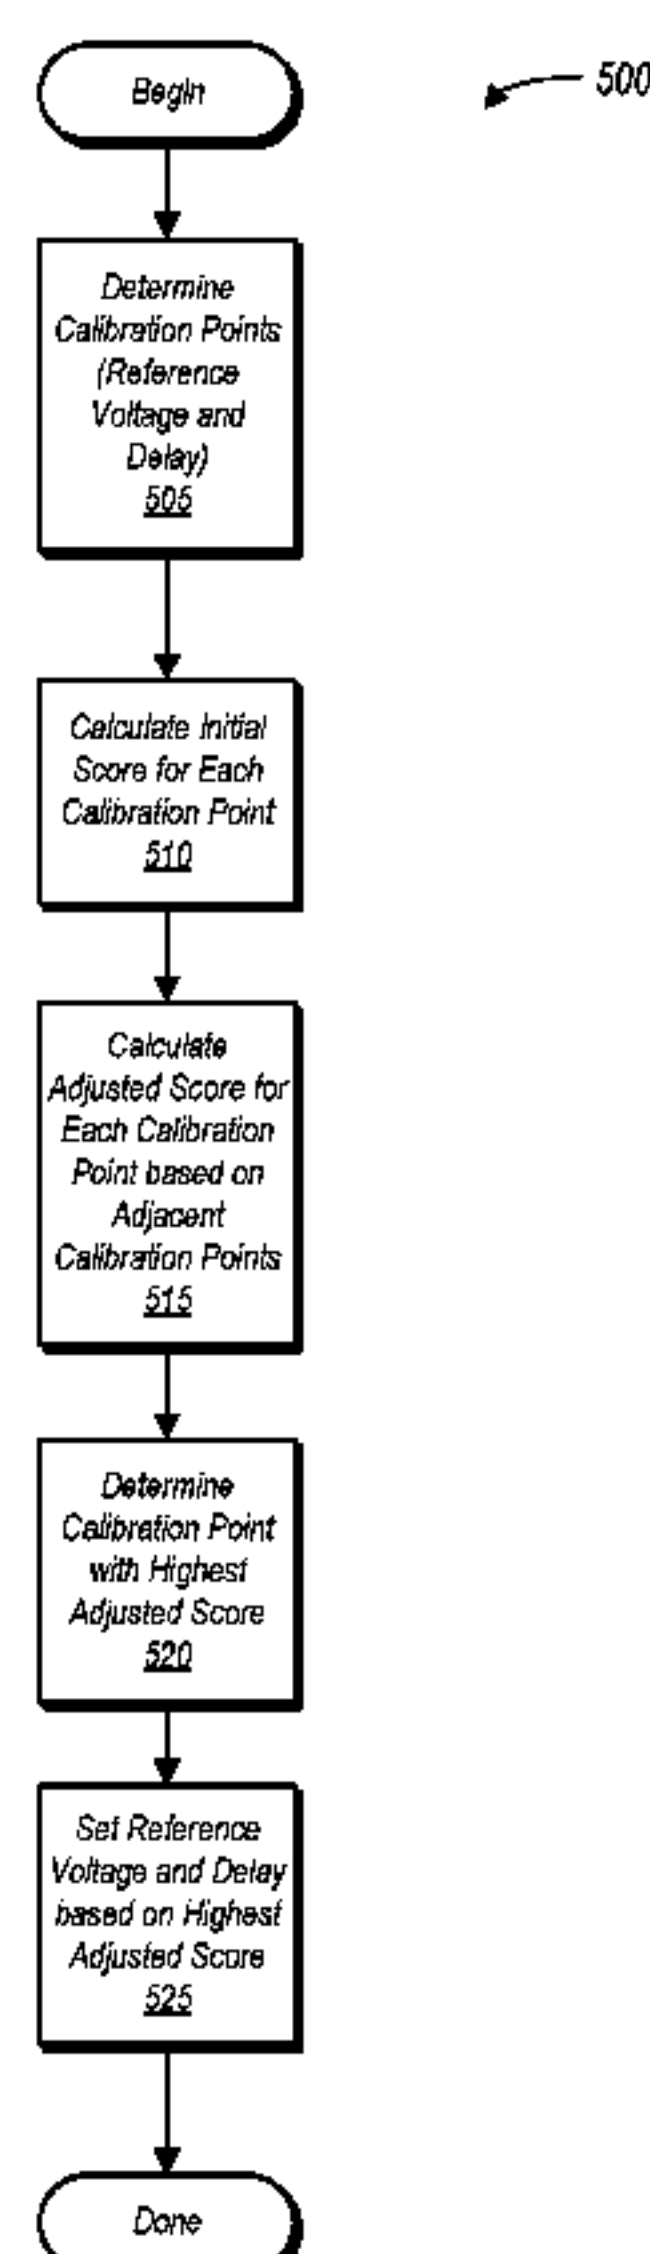 Begin
500
Determine
Calibration Points
(Reference
Voltage and
Delay)
505
Calculate Initial
Score for Each
Calibration Point
510
Calculate
Adjusted Score for
Each Calibration
Point based on
Adjacent
Calibration Points
515
Determine
Calibration Point
with Highest
Adjusted Score
520
Set Reference
Voltage and Delay
based on Highest
Adjusted Score
525
Done